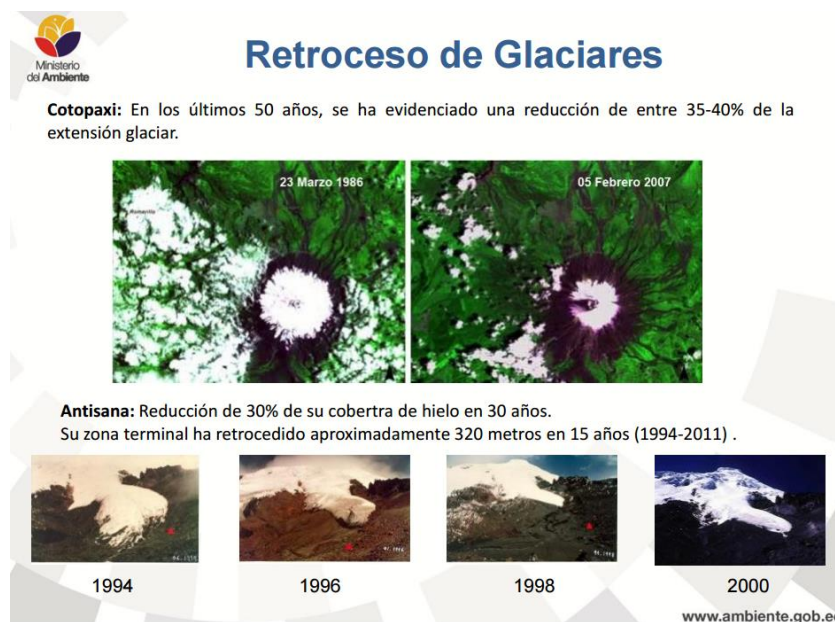 Ministerio
del Ambiente
Retroceso de Glaciares
Cotopaxi: En los últimos 50 años, se ha evidenciado una reducción de entre 35-40% de la
extensión glaciar.
23 Marzo 1986
05 Febrero 2007
Antisana: Reducción de 30% de su cobertra de hielo en 30 años.
Su zona terminal ha retrocedido aproximadamente 320 metros en 15 años (1994-2011) .
1994
1996
1998
2000
www.ambiente.gob.e